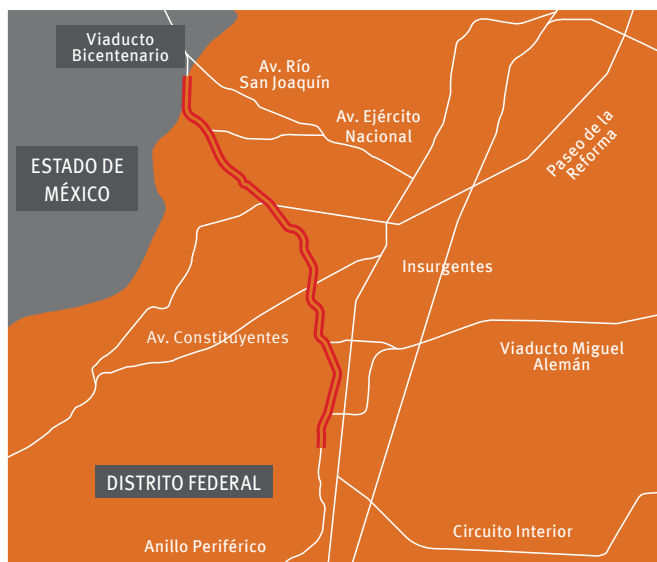 Viaducto
Bicentenario
Av. Río
San Joaquín
Av. Ejército
Nacional
Paseo de la
Reforma
ESTADO DE
MÉXICO
Insurgentes
Av. Constituyentes
Viaducto Miguel
Alemán
DISTRITO FEDERAL
Circuito Interior
Anillo Periférico